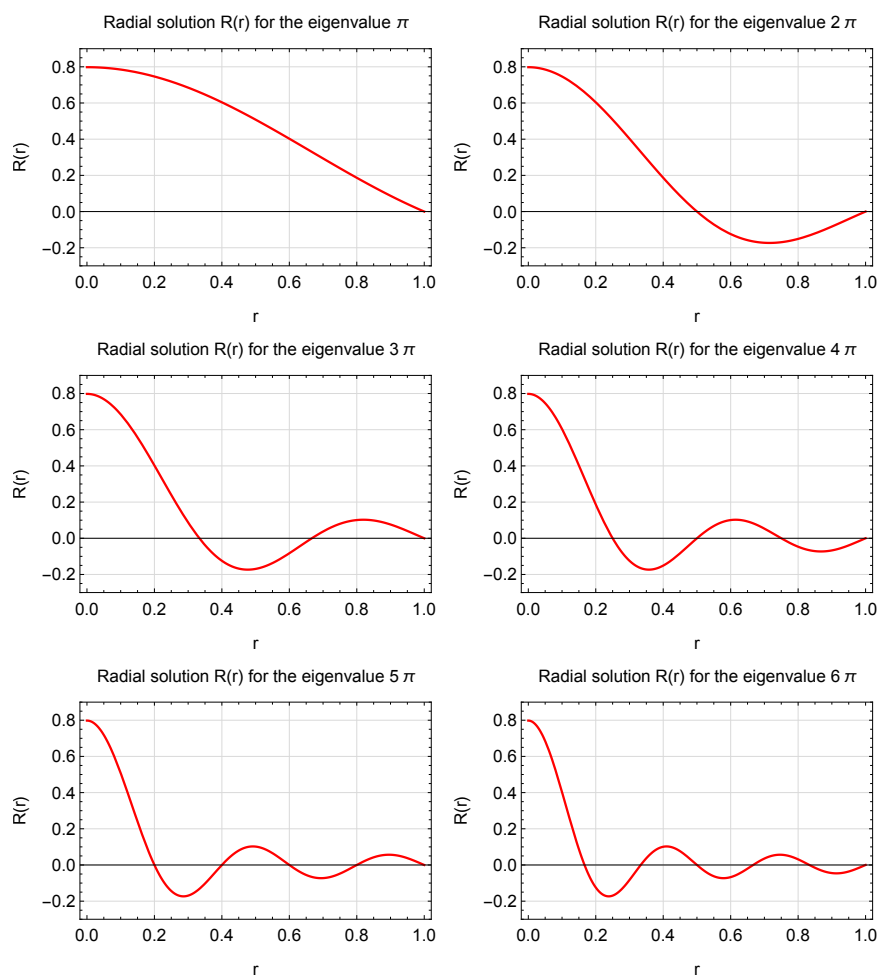 Radial solution R(r) for the eigenvalue π
R(r)
0.8
0.6
0.4
0.2
0.0
−0.2
0.0 0.2 0.4 0.6 0.8 1.0
r
Radial solution R(r) for the eigenvalue 2 π
R(r)
0.8
0.6
0.4
0.2
0.0
−0.2
0.0 0.2 0.4 0.6 0.8 1.0
r
Radial solution R(r) for the eigenvalue 3 π
R(r)
0.8
0.6
0.4
0.2
0.0
−0.2
0.0 0.2 0.4 0.6 0.8 1.0
r
Radial solution R(r) for the eigenvalue 4 π
R(r)
0.8
0.6
0.4
0.2
0.0
−0.2
0.0 0.2 0.4 0.6 0.8 1.0
r
Radial solution R(r) for the eigenvalue 5 π
R(r)
0.8
0.6
0.4
0.2
0.0
−0.2
0.0 0.2 0.4 0.6 0.8 1.0
r
Radial solution R(r) for the eigenvalue 6 π
R(r)
0.8
0.6
0.4
0.2
0.0
−0.2
0.0 0.2 0.4 0.6 0.8 1.0
r